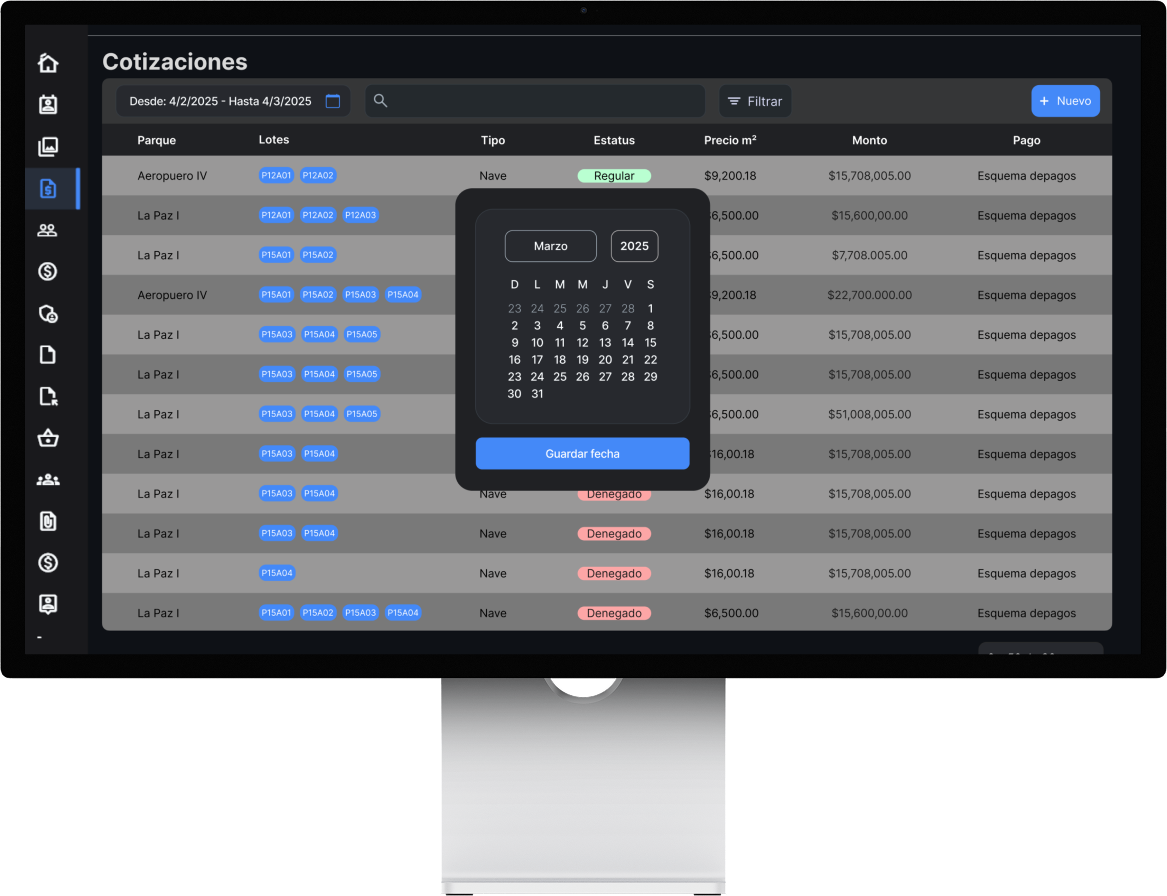 Cotizaciones
Desde: 4/2/2025 - Hasta 4/3/2025 Filtrar + Nuevo
Parque Lotes Tipo Estatus Precio m² Monto Pago
Aeropuero IV P12A01 P12A02 Nave Regular $9,200.18 $15,708,005.00 Esquema depagos
La Paz I P12A01 P12A02 P12A03 $6,500.00 $15,600,00.00 Esquema depagos
La Paz I P15A01 P15A02 $6,500.00 $7,708.005.00 Esquema depagos
Aeropuero IV P15A01 P15A02 P15A03 P15A04 $9,200.18 $22,700.000.00 Esquema depagos
La Paz I P15A03 P15A04 P15A05 $6,500.00 $15,708,005.00 Esquema depagos
La Paz I P15A03 P15A04 P15A05 $6,500.00 $15,708,005.00 Esquema depagos
La Paz I P15A03 P15A04 P15A05 $6,500.00 $51,008,005.00 Esquema depagos
La Paz I P15A03 P15A04 $16,00.18 $15,708,005.00 Esquema depagos
La Paz I P15A03 P15A04 Nave Denegado $16,00.18 $15,708,005.00 Esquema depagos
La Paz I P15A03 P15A04 Nave Denegado $16,00.18 $15,708,005.00 Esquema depagos
La Paz I P15A04 Nave Denegado $16,00.18 $15,708,005.00 Esquema depagos
La Paz I P15A01 P15A02 P15A03 P15A04 Nave Denegado $6,500.00 $15,600,00.00 Esquema depagos
Marzo 2025
D L M M J V S
23 24 25 26 27 28 1
2 3 4 5 6 7 8
9 10 11 12 13 14 15
16 17 18 19 20 21 22
23 24 25 26 27 28 29
30 31
Guardar fecha